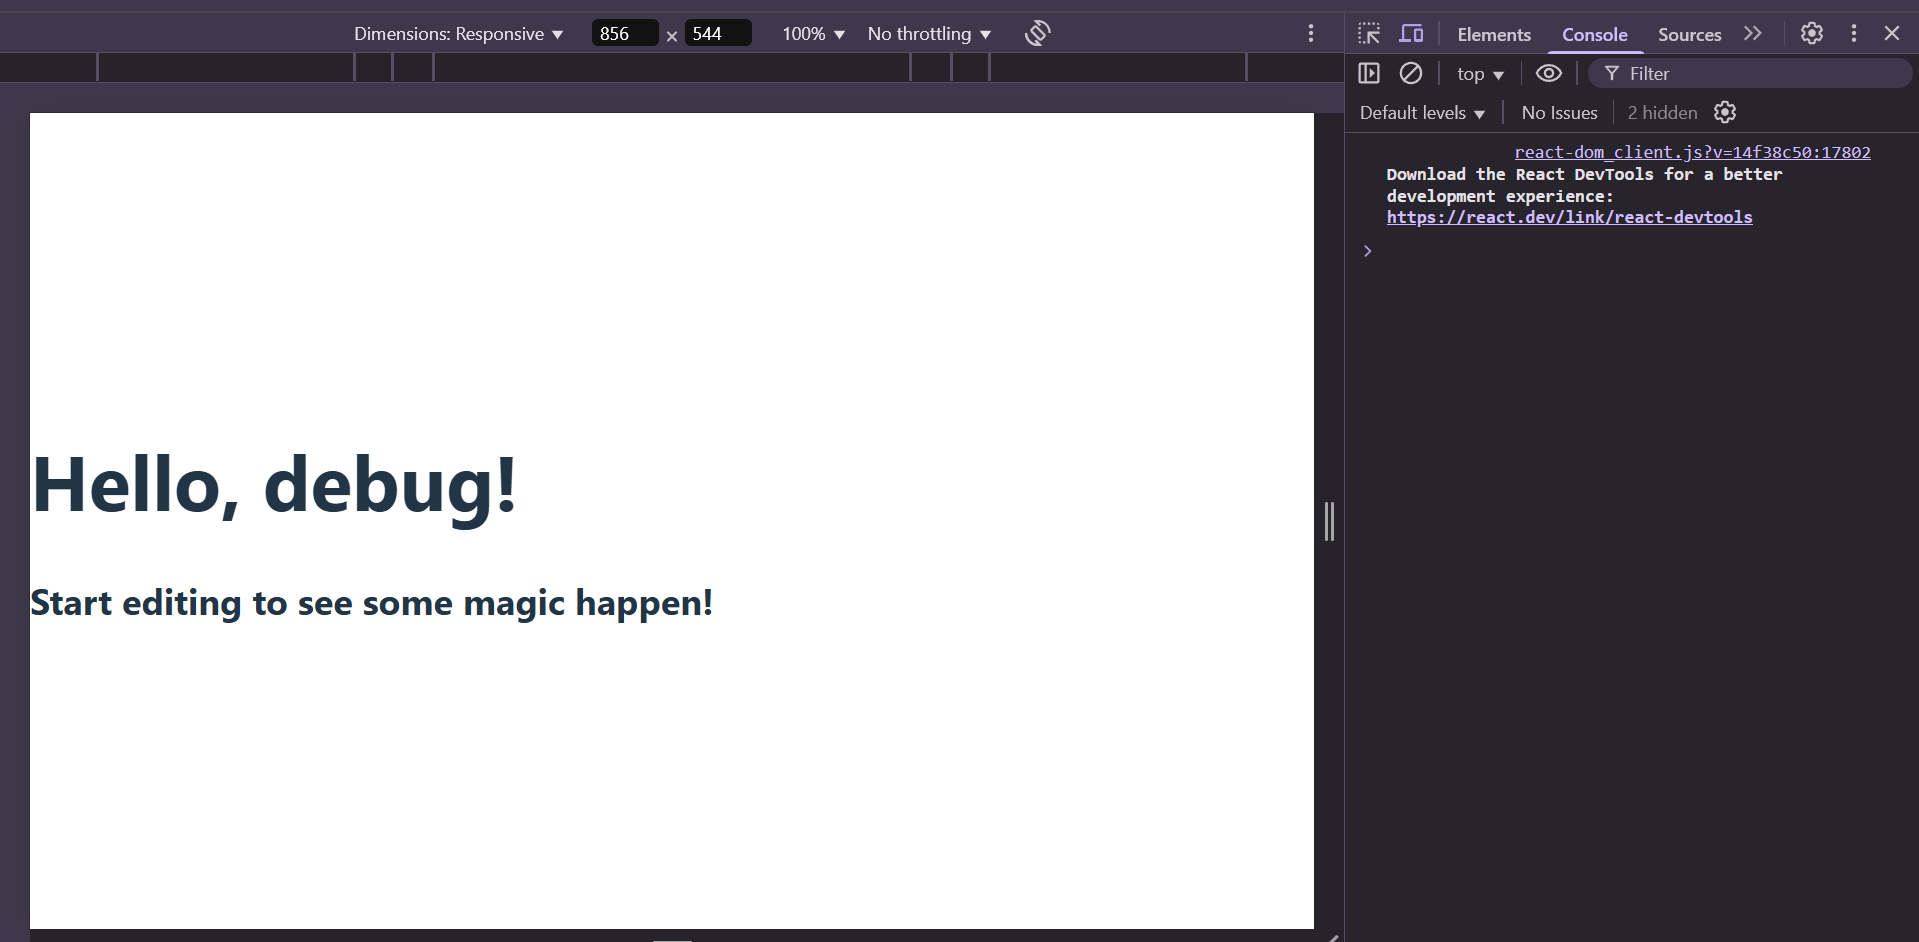 Dimensions: Responsive 856 × 544 100% No throttling
Elements Console Sources
top Filter
Default levels No Issues 2 hidden
react-dom_client.js?v=14f38c50:17802
Download the React DevTools for a better
development experience:
https://react.dev/link/react-devtools
Hello, debug!
Start editing to see some magic happen!